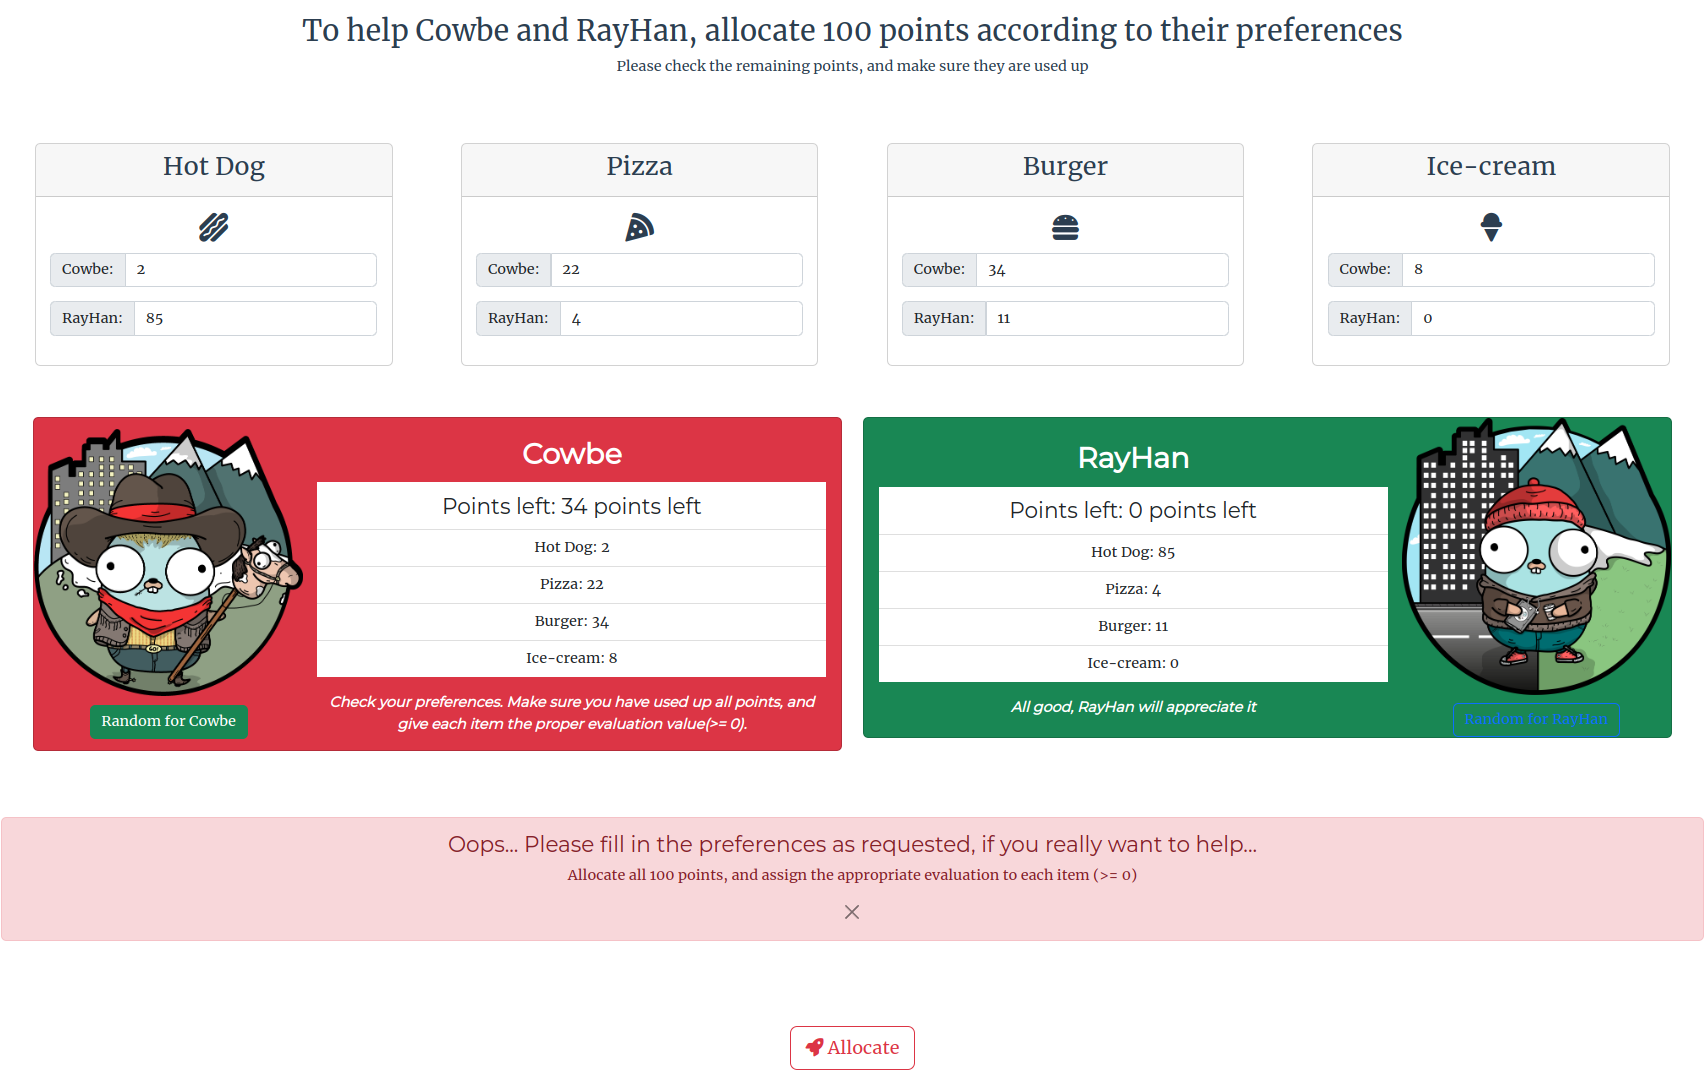 To help Cowbe and RayHan, allocate 100 points according to their preferences
Please check the remaining points, and make sure they are used up
Hot Dog
Cowbe: 2
RayHan: 85
Pizza
Cowbe: 22
RayHan: 4
Burger
Cowbe: 34
RayHan: 11
Ice-cream
Cowbe: 8
RayHan: 0
Cowbe
Points left: 34 points left
Hot Dog: 2
Pizza: 22
Burger: 34
Ice-cream: 8
Check your preferences. Make sure you have used up all points, and
give each item the proper evaluation value(>= 0).
Random for Cowbe
RayHan
Points left: 0 points left
Hot Dog: 85
Pizza: 4
Burger: 11
Ice-cream: 0
All good, RayHan will appreciate it
Random for RayHan
Oops... Please fill in the preferences as requested, if you really want to help...
Allocate all 100 points, and assign the appropriate evaluation to each item (>= 0)
Allocate